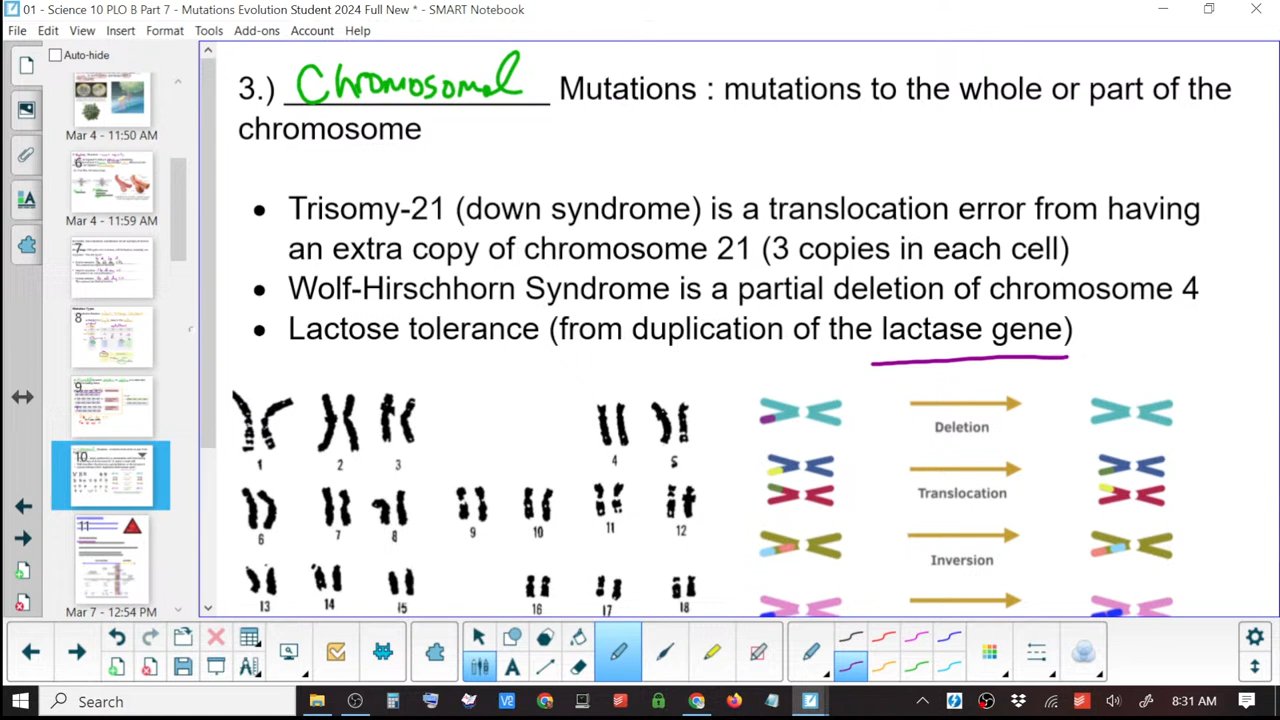 01 - Science 10 PLO B Part 7 - Mutations Evolution Student 2024 Full New * - SMART Notebook
File Edit View Insert Format Tools Add-ons Account Help
Auto-hide
Mar 4 - 11:50 AM
6
Mar 4 - 11:59 AM
7
8
9
10
11
Mar 7 - 12:54 PM
3.) Chromosomal Mutations : mutations to the whole or part of the
chromosome
• Trisomy-21 (down syndrome) is a translocation error from having
an extra copy of chromosome 21 (3 copies in each cell)
• Wolf-Hirschhorn Syndrome is a partial deletion of chromosome 4
• Lactose tolerance (from duplication of the lactase gene)
1 2 3 4 5
6 7 8 9 10 11 12
13 14 15 16 17 18
Deletion
Translocation
Inversion
Search
8:31 AM